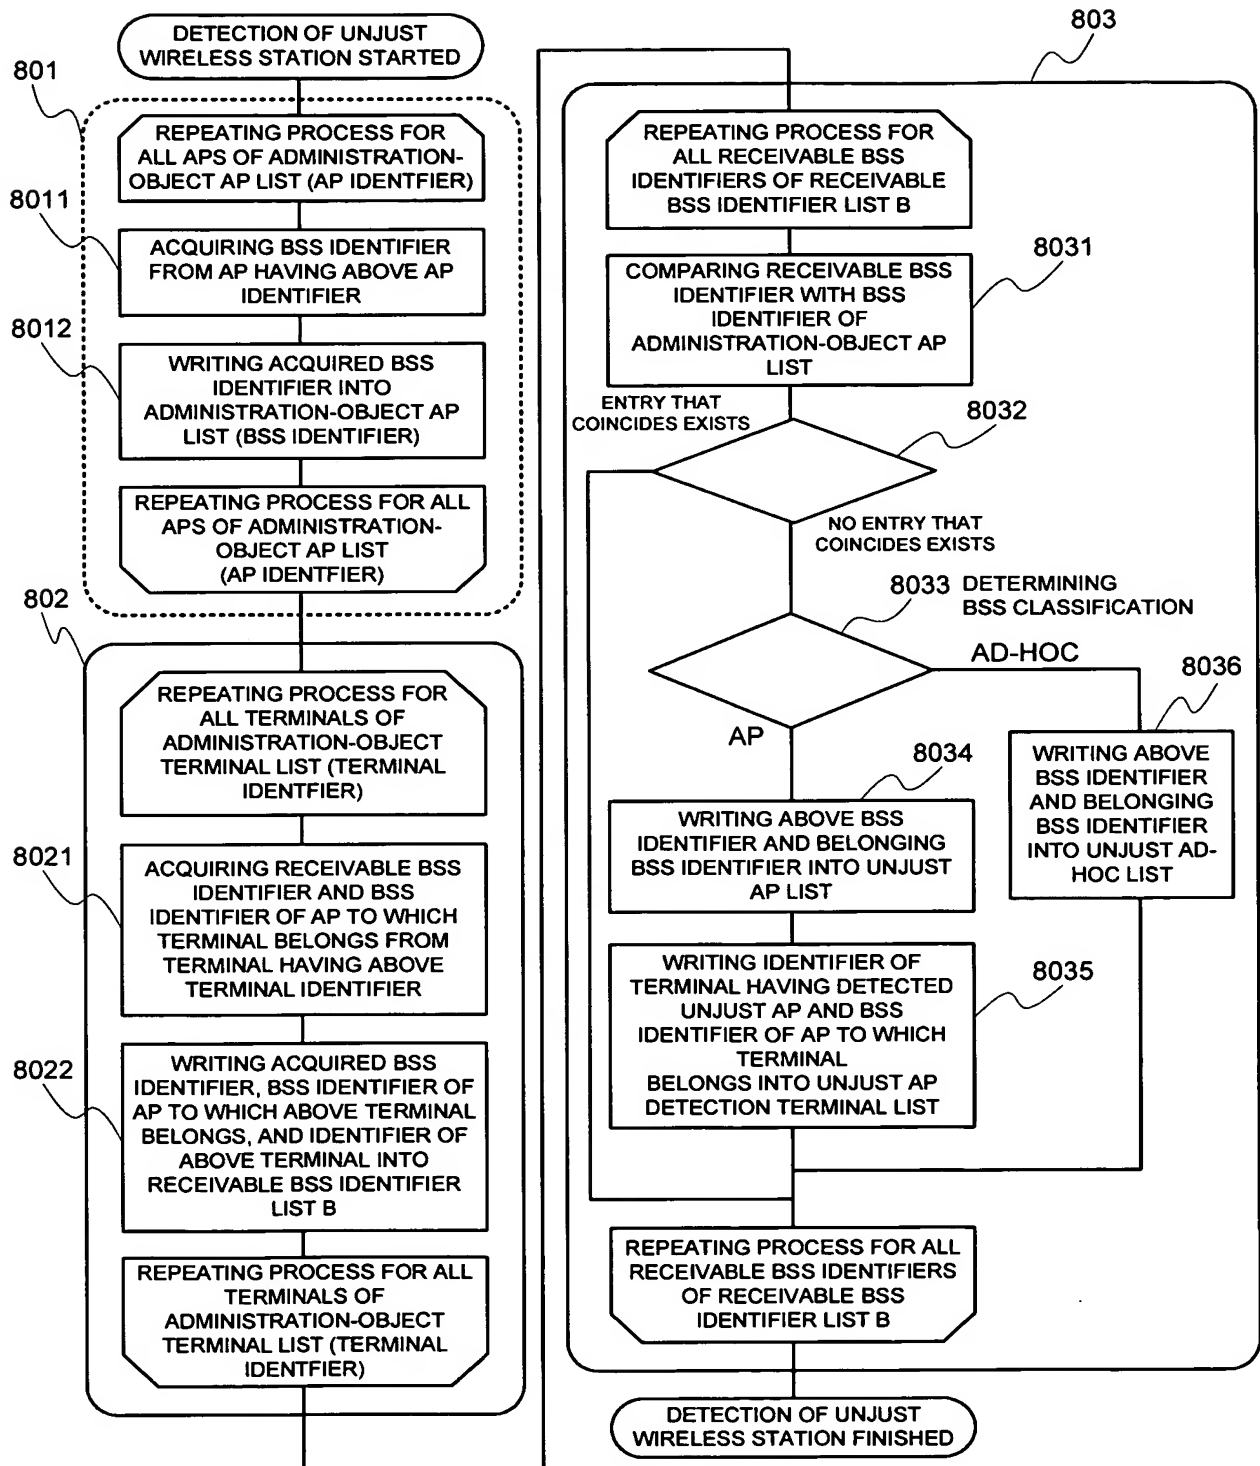 DETECTION OF UNJUST
WIRELESS STATION STARTED
801
REPEATING PROCESS FOR
ALL APS OF ADMINISTRATION-
OBJECT AP LIST (AP IDENTFIER)
8011
ACQUIRING BSS IDENTIFIER
FROM AP HAVING ABOVE AP
IDENTIFIER
8012
WRITING ACQUIRED BSS
IDENTIFIER INTO
ADMINISTRATION-OBJECT AP
LIST (BSS IDENTIFIER)
REPEATING PROCESS FOR ALL
APS OF ADMINISTRATION-
OBJECT AP LIST
(AP IDENTFIER)
802
REPEATING PROCESS FOR
ALL TERMINALS OF
ADMINISTRATION-OBJECT
TERMINAL LIST (TERMINAL
IDENTFIER)
8021
ACQUIRING RECEIVABLE BSS
IDENTIFIER AND BSS
IDENTIFIER OF AP TO WHICH
TERMINAL BELONGS FROM
TERMINAL HAVING ABOVE
TERMINAL IDENTIFIER
8022
WRITING ACQUIRED BSS
IDENTIFIER, BSS IDENTIFIER OF
AP TO WHICH ABOVE TERMINAL
BELONGS, AND IDENTIFIER OF
ABOVE TERMINAL INTO
RECEIVABLE BSS IDENTIFIER
LIST B
REPEATING PROCESS FOR ALL
TERMINALS OF
ADMINISTRATION-OBJECT
TERMINAL LIST (TERMINAL
IDENTFIER)
803
REPEATING PROCESS FOR
ALL RECEIVABLE BSS
IDENTIFIERS OF RECEIVABLE
BSS IDENTIFIER LIST B
8031
COMPARING RECEIVABLE BSS
IDENTIFIER WITH BSS
IDENTIFIER OF
ADMINISTRATION-OBJECT AP
LIST
ENTRY THAT
COINCIDES EXISTS
8032
NO ENTRY THAT
COINCIDES EXISTS
8033 DETERMINING
BSS CLASSIFICATION
AD-HOC
8036
AP
WRITING ABOVE
BSS IDENTIFIER
AND BELONGING
BSS IDENTIFIER
INTO UNJUST AD-
HOC LIST
8034
WRITING ABOVE BSS
IDENTIFIER AND BELONGING
BSS IDENTIFIER INTO UNJUST
AP LIST
8035
WRITING IDENTIFIER OF
TERMINAL HAVING DETECTED
UNJUST AP AND BSS
IDENTIFIER OF AP TO WHICH
TERMINAL
BELONGS INTO UNJUST AP
DETECTION TERMINAL LIST
REPEATING PROCESS FOR ALL
RECEIVABLE BSS IDENTIFIERS
OF RECEIVABLE BSS
IDENTIFIER LIST B
DETECTION OF UNJUST
WIRELESS STATION FINISHED